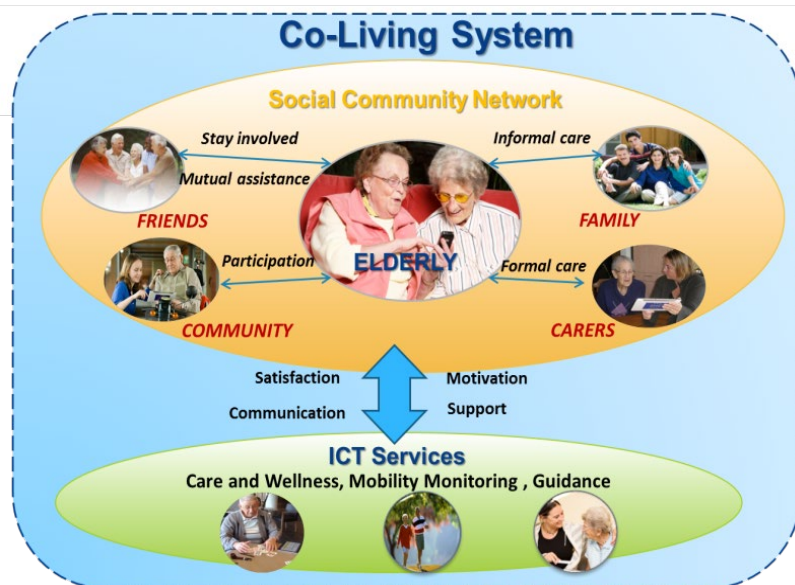 Co-Living System
Social Community Network
Stay involved
Informal care
Mutual assistance
FRIENDS
FAMILY
ELDERLY
Participation
Formal care
COMMUNITY
CARERS
Satisfaction
Motivation
Communication
Support
ICT Services
Care and Wellness, Mobility Monitoring , Guidance